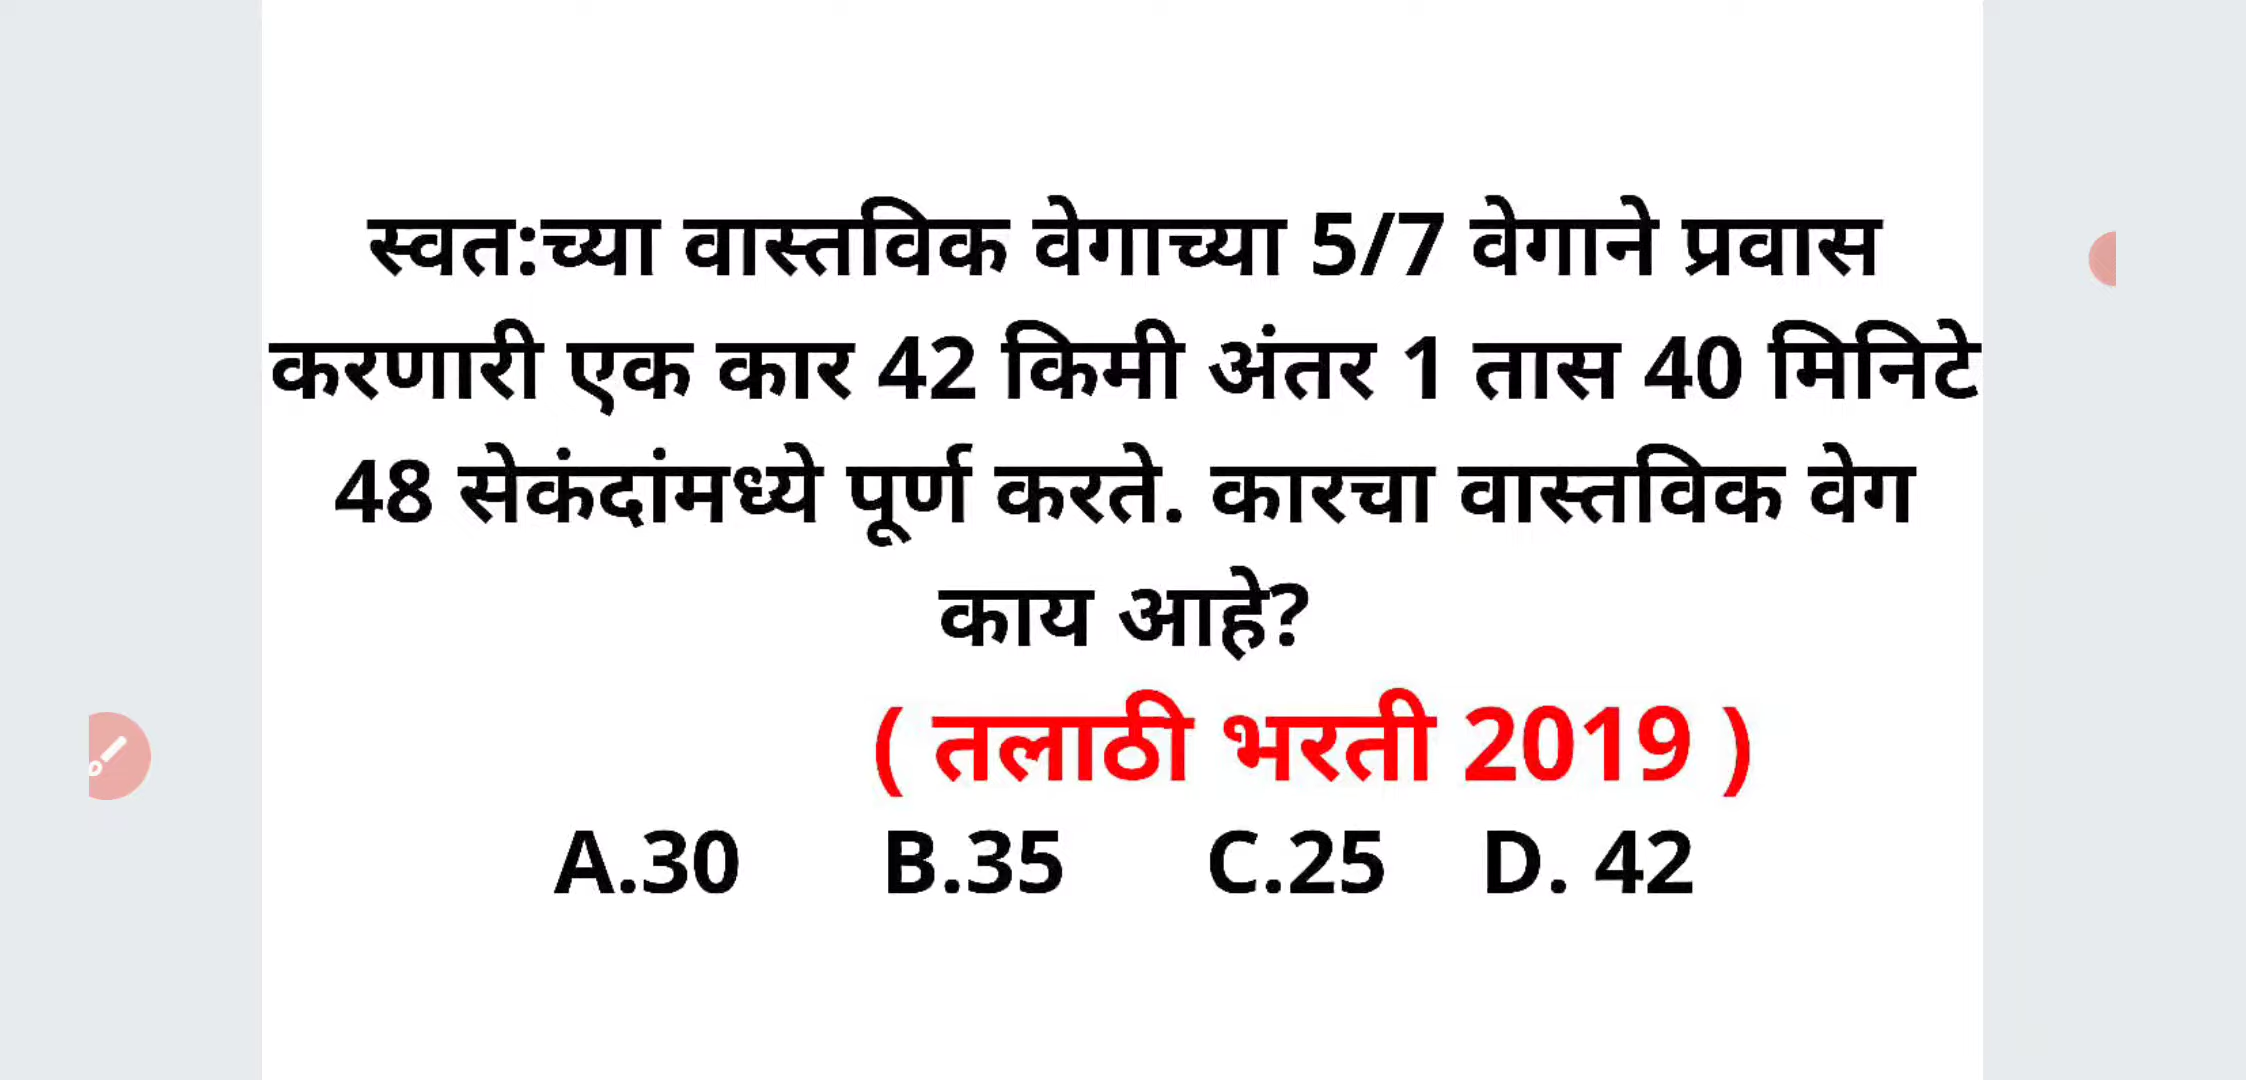 स्वत:च्या वास्तविक वेगाच्या 5/7 वेगाने प्रवास
करणारी एक कार 42 किमी अंतर 1 तास 40 मिनिटे
48 सेकंदांमध्ये पूर्ण करते. कारचा वास्तविक वेग
काय आहे?
( तलाठी भरती 2019 )
A.30 B.35 C.25 D. 42